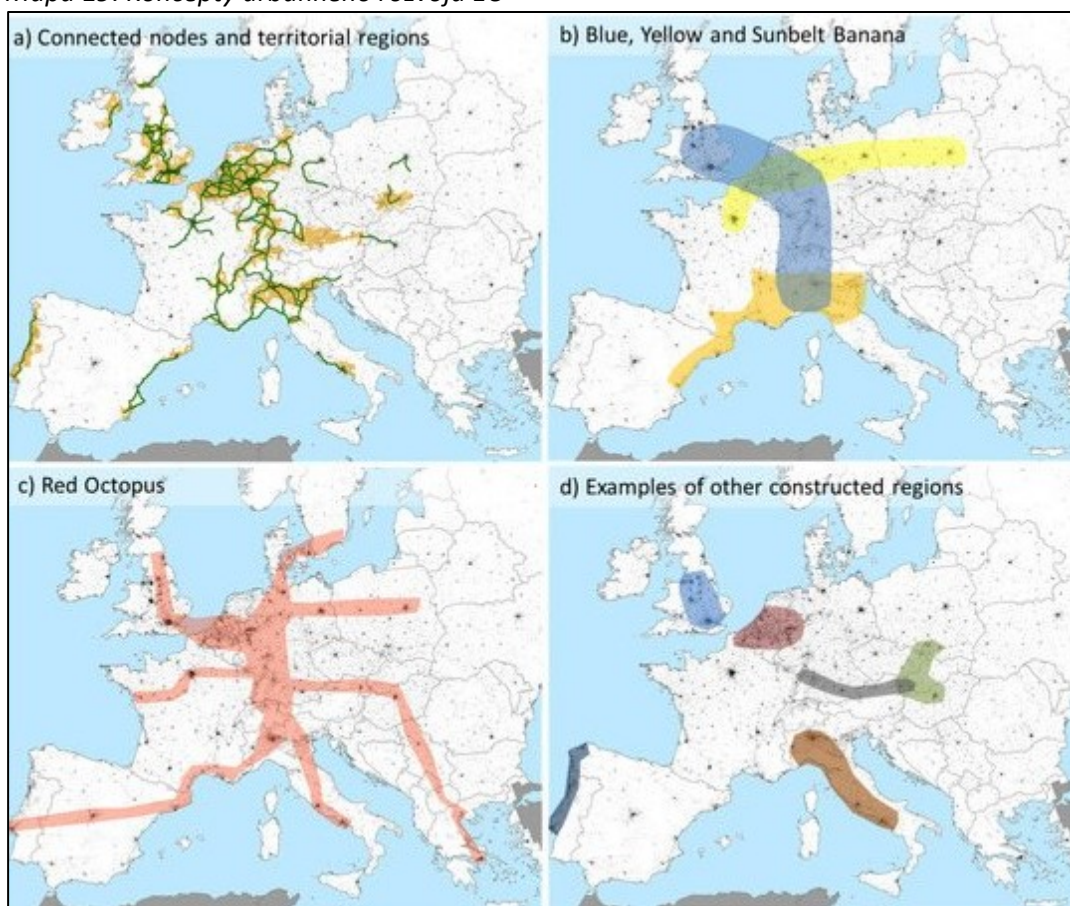 a) Connected nodes and territorial regions
b) Blue, Yellow and Sunbelt Banana
c) Red Octopus
d) Examples of other constructed regions